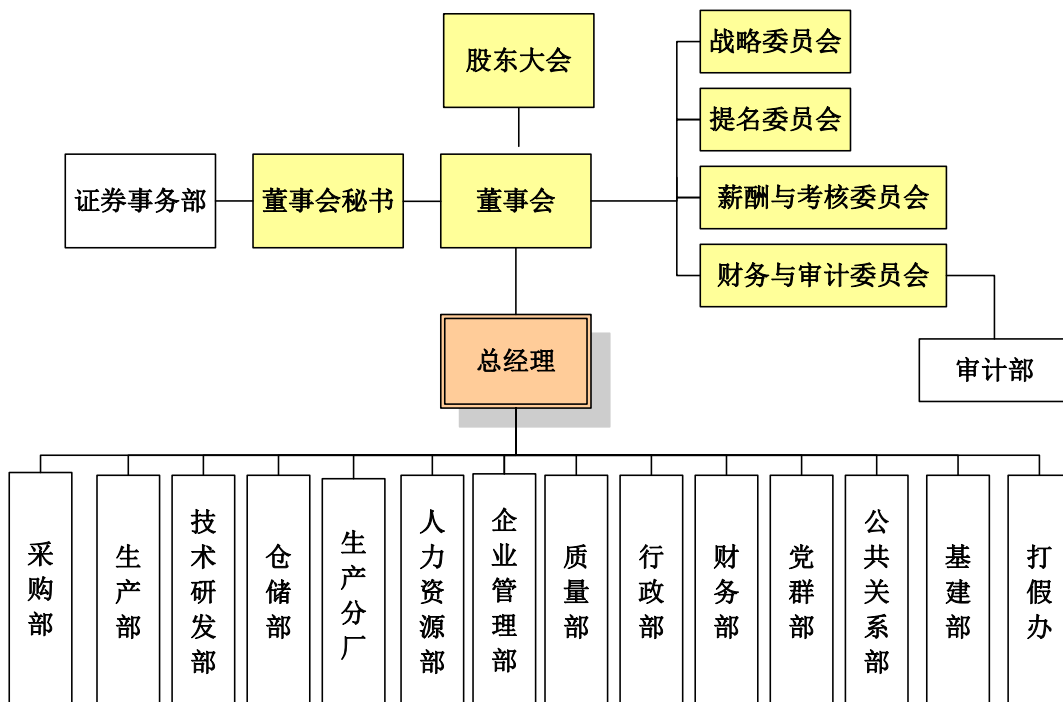 股东大会
战略委员会
提名委员会
证券事务部
董事会秘书
董事会
薪酬与考核委员会
财务与审计委员会
总经理
审计部
采购部
生产部
技术研发部
仓储部
生产分厂
人力资源部
企业管理部
质量部
行政部
财务部
党群部
公共关系部
基建部
打假办